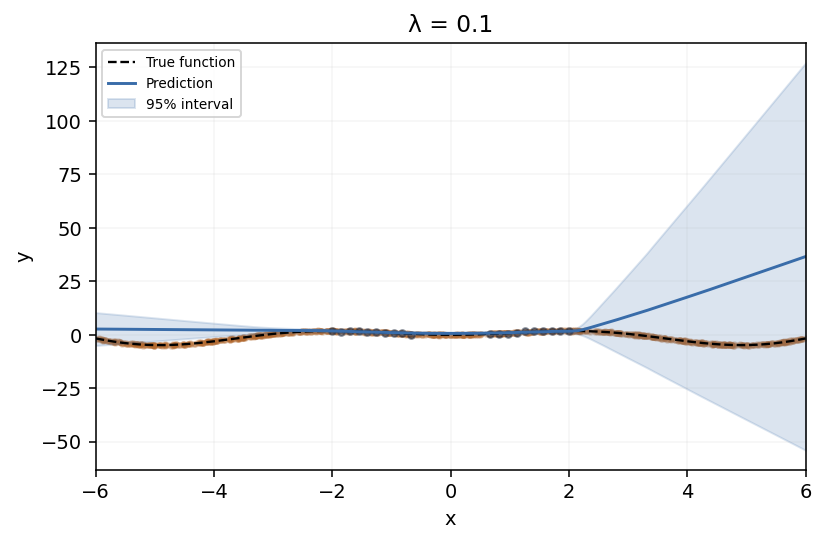 λ = 0.1
True function
Prediction
95% interval
y
125
100
75
50
25
0
−25
−50
−6
−4
−2
0
2
4
6
x